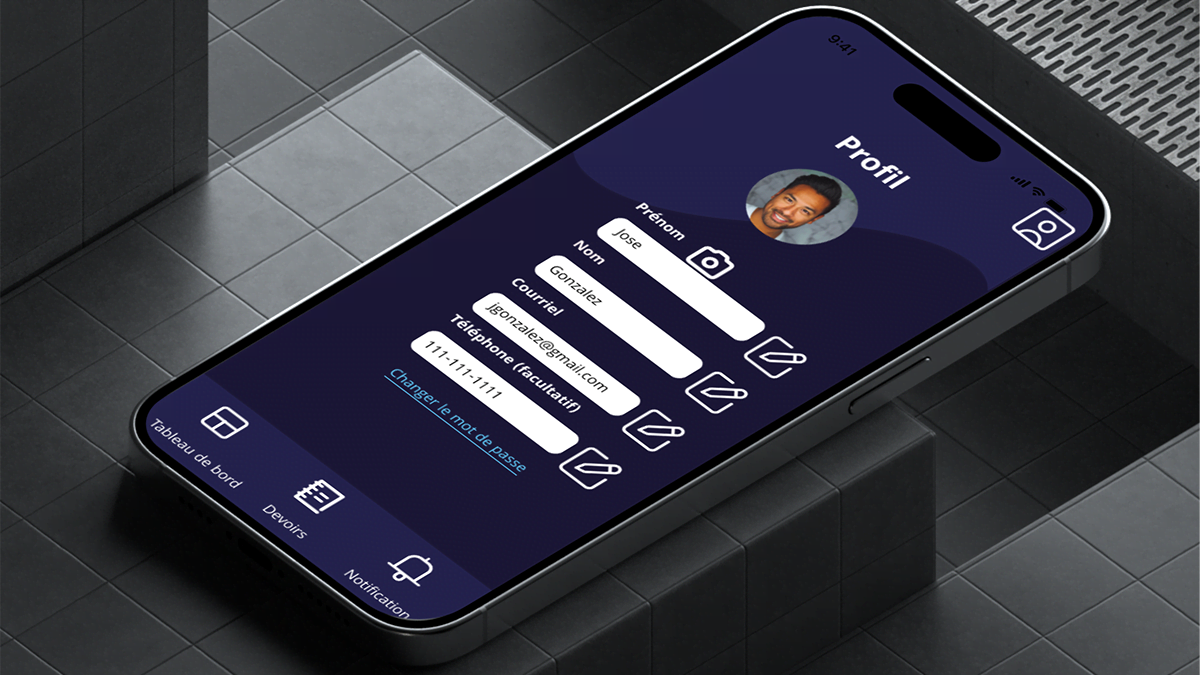 9:41
Profil
Prénom
Jose
Nom
Gonzalez
Courriel
jgonzalez@gmail.com
Téléphone (facultatif)
111-111-1111
Changer le mot de passe
Tableau de bord
Devoirs
Notification